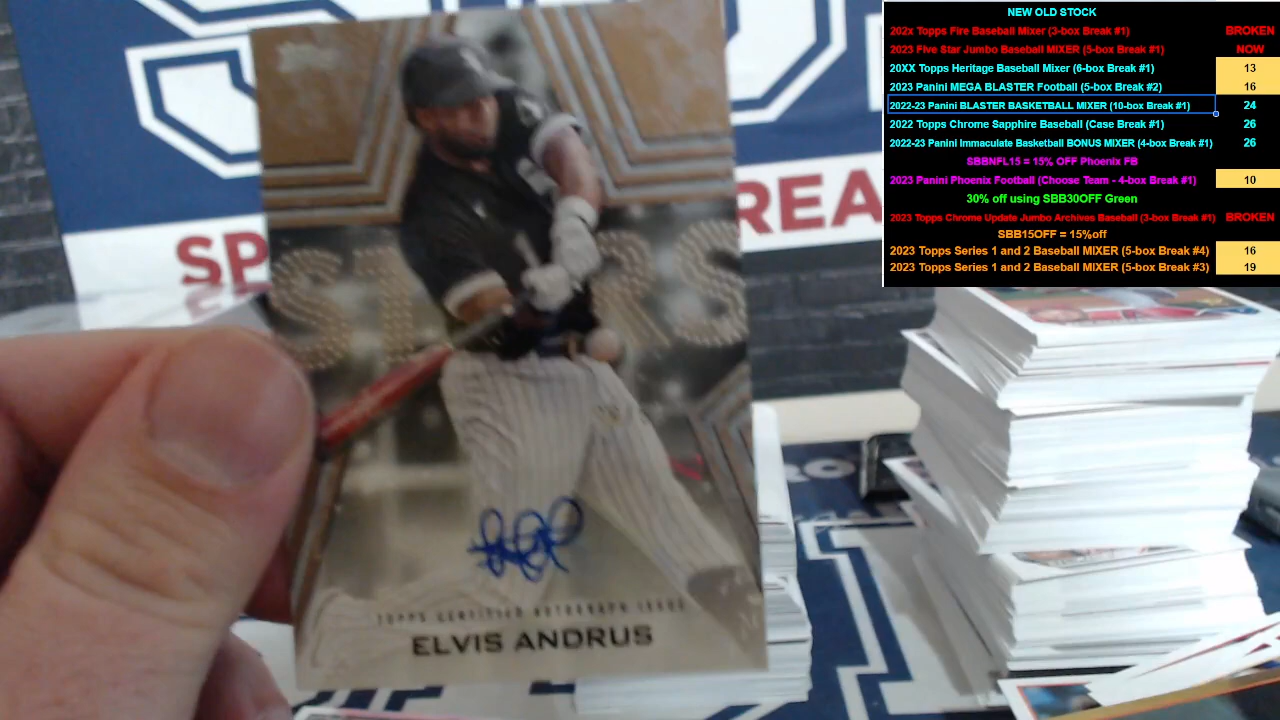 NEW OLD STOCK
202x Topps Fire Baseball Mixer (3-box Break #1) BROKEN
2023 Five Star Jumbo Baseball MIXER (5-box Break #1) NOW
20XX Topps Heritage Baseball Mixer (6-box Break #1) 13
2023 Panini MEGA BLASTER Football (5-box Break #2) 16
2022-23 Panini BLASTER BASKETBALL MIXER (10-box Break #1) 24
2022 Topps Chrome Sapphire Baseball (Case Break #1) 26
2022-23 Panini Immaculate Basketball BONUS MIXER (4-box Break #1) 26
SBBNFL15 = 15% OFF Phoenix FB
2023 Panini Phoenix Football (Choose Team - 4-box Break #1) 10
30% off using SBB30OFF Green
2023 Topps Chrome Update Jumbo Archives Baseball (3-box Break #1) BROKEN
SBB15OFF = 15%off
2023 Topps Series 1 and 2 Baseball MIXER (5-box Break #4) 16
2023 Topps Series 1 and 2 Baseball MIXER (5-box Break #3) 19
SP REA
STARS
TOPPS CERTIFIED AUTOGRAPH ISSUE
ELVIS ANDRUS